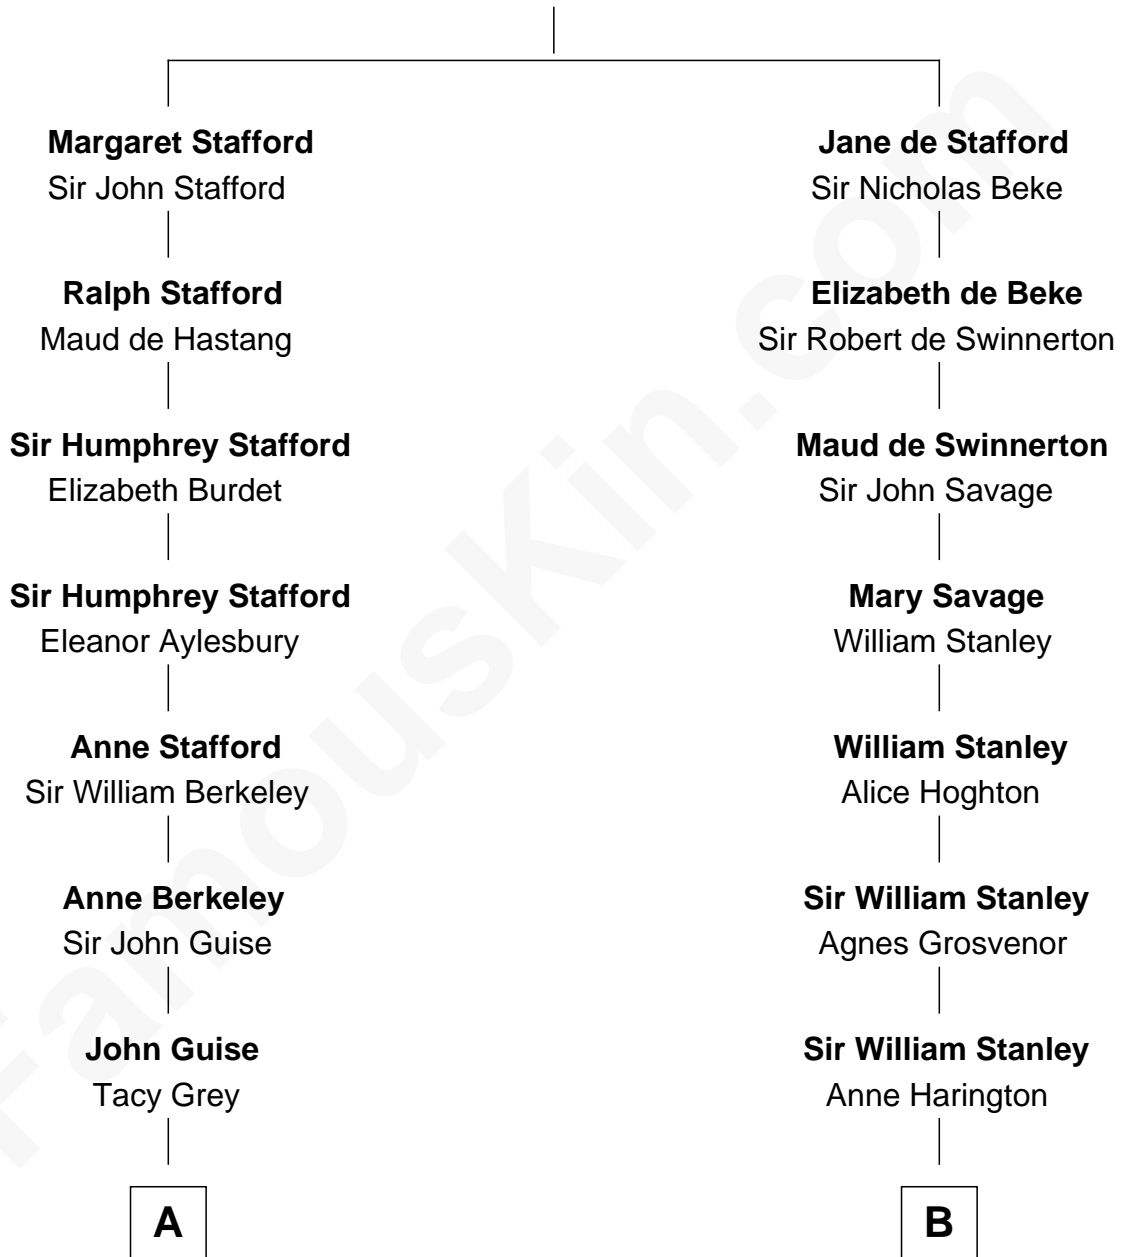 Margaret Stafford
Sir John Stafford
Ralph Stafford
Maud de Hastang
Sir Humphrey Stafford
Elizabeth Burdet
Sir Humphrey Stafford
Eleanor Aylesbury
Anne Stafford
Sir William Berkeley
Anne Berkeley
Sir John Guise
John Guise
Tacy Grey
A
Jane de Stafford
Sir Nicholas Beke
Elizabeth de Beke
Sir Robert de Swinnerton
Maud de Swinnerton
Sir John Savage
Mary Savage
William Stanley
William Stanley
Alice Hoghton
Sir William Stanley
Agnes Grosvenor
Sir William Stanley
Anne Harington
B
FamousKin.com